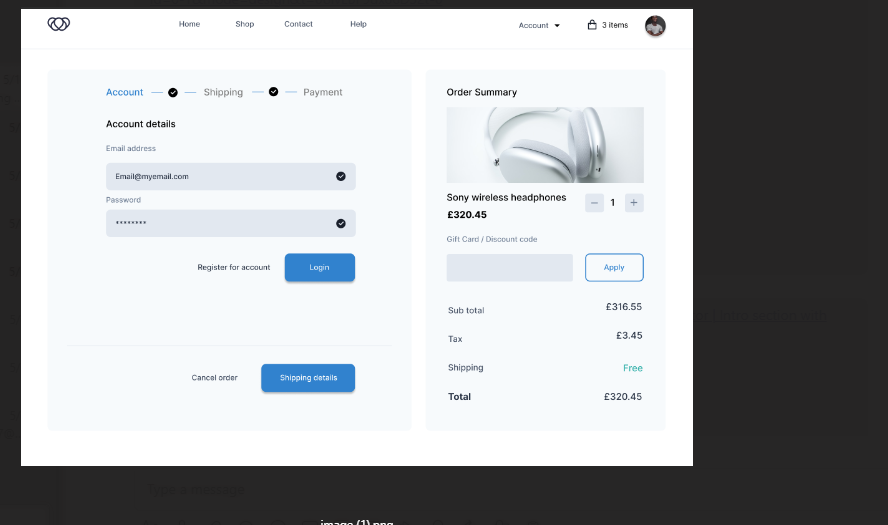 Home Shop Contact Help Account 3 items
Account Shipping Payment
Account details
Email address
Email@myemail.com
Password
********
Register for account Login
Cancel order Shipping details
Order Summary
Sony wireless headphones
£320.45
1
Gift Card / Discount code
Apply
Sub total £316.55
Tax £3.45
Shipping Free
Total £320.45
Type a message
image (1).png